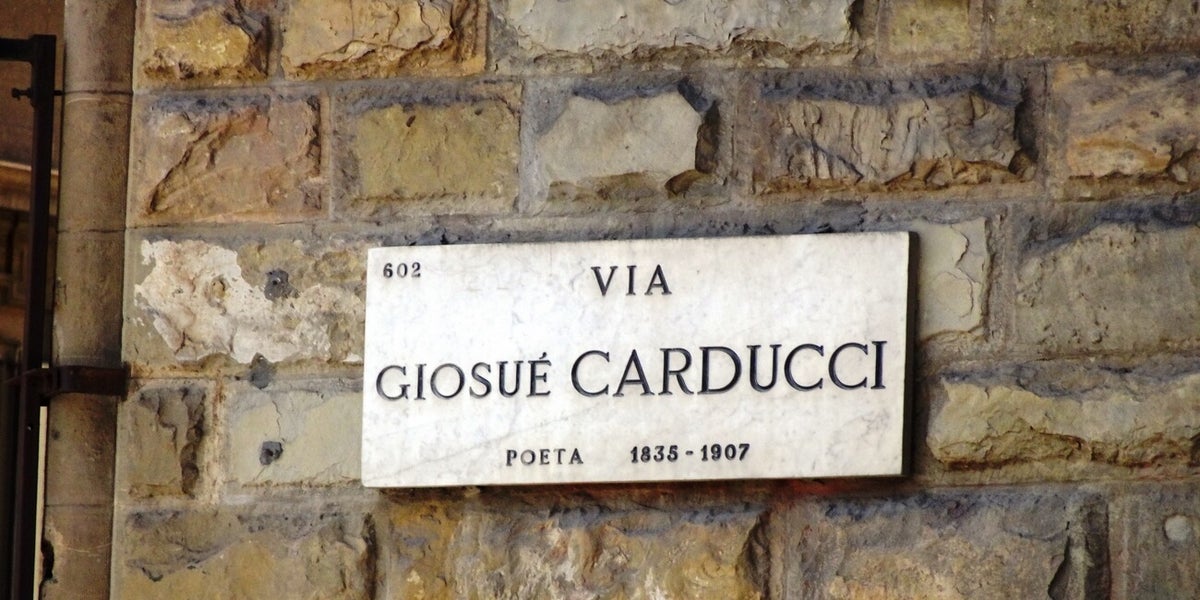 602
VIA
GIOSUÉ CARDUCCI
POETA 1835-1907